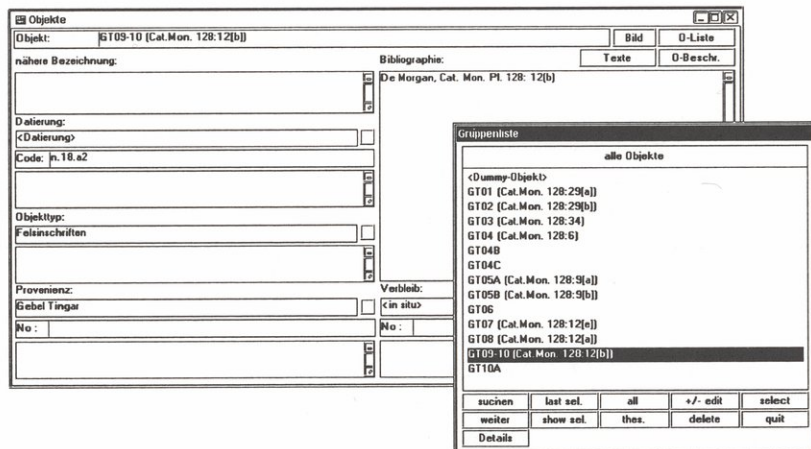 Objekte
Objekt: GT09-10 (Cat.Mon. 128:12[b]) Bild O-Liste
nähere Bezeichnung: Bibliographie: Texte O-Beschr.
De Morgan, Cat. Mon. Pl. 128: 12(b)
Datierung:
<Datierung>
Code: n.18.a2
Objekttyp:
Felsinschriften
Provenienz: Verbleib:
Gebel Tingar <in situ>
No : No :
Gruppenliste
alle Objekte
<Dummy-Objekt>
GT01 (Cat.Mon. 128:29[a])
GT02 (Cat.Mon. 128:29[b])
GT03 (Cat.Mon. 128:34)
GT04 (Cat.Mon. 128:6)
GT04B
GT04C
GT05A (Cat.Mon. 128:9[a])
GT05B (Cat.Mon. 128:9[b])
GT06
GT07 (Cat.Mon. 128:12[e])
GT08 (Cat.Mon. 128:12[a])
GT09-10 (Cat.Mon. 128:12[b])
GT10A
suchen last sel. all +/- edit select
weiter show sel. thes. delete quit
Details